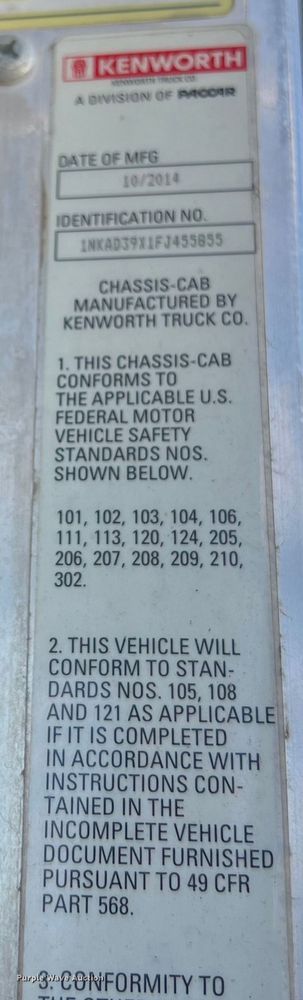 KENWORTH
KENWORTH TRUCK CO.
A DIVISION OF PACCAR
DATE OF MFG
10/2014
IDENTIFICATION NO.
1NKAD39X1FJ455855
CHASSIS-CAB
MANUFACTURED BY
KENWORTH TRUCK CO.
1. THIS CHASSIS-CAB
CONFORMS TO
THE APPLICABLE U.S.
FEDERAL MOTOR
VEHICLE SAFETY
STANDARDS NOS.
SHOWN BELOW.
101, 102, 103, 104, 106,
111, 113, 120, 124, 205,
206, 207, 208, 209, 210,
302.
2. THIS VEHICLE WILL
CONFORM TO STAN-
DARDS NOS. 105, 108
AND 121 AS APPLICABLE
IF IT IS COMPLETED
IN ACCORDANCE WITH
INSTRUCTIONS CON-
TAINED IN THE
INCOMPLETE VEHICLE
DOCUMENT FURNISHED
PURSUANT TO 49 CFR
PART 568.
Purple Wave Auction
3. CONFORMITY TO